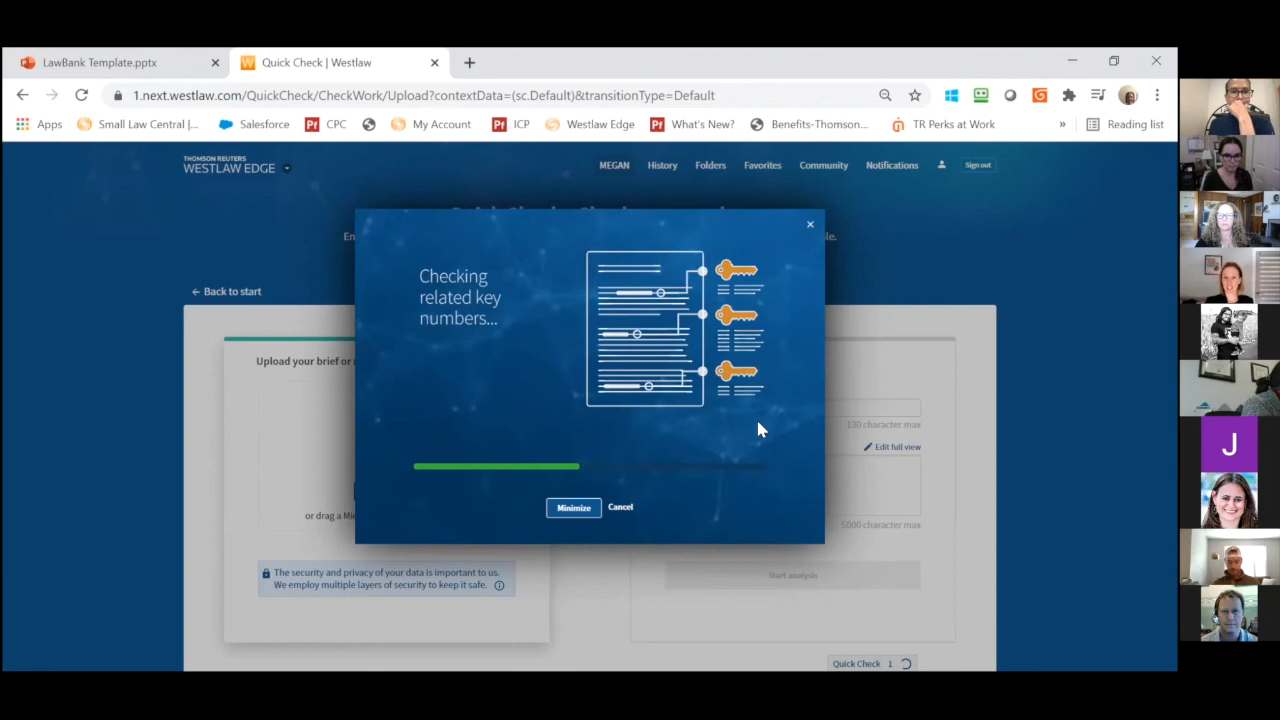 LawBank Template.pptx
Quick Check | Westlaw
1.next.westlaw.com/QuickCheck/CheckWork/Upload?contextData=(sc.Default)&transitionType=Default
Apps
Small Law Central |...
Salesforce
CPC
My Account
ICP
Westlaw Edge
What's New?
Benefits-Thomson...
TR Perks at Work
»
Reading list
THOMSON REUTERS
WESTLAW EDGE
MEGAN
History
Folders
Favorites
Community
Notifications
Sign out
Checking
related key
numbers...
← Back to start
Upload your brief or
130 character max
Edit full view
or drag a Mi
5000 character max
Minimize
Cancel
The security and privacy of your data is important to us.
We employ multiple layers of security to keep it safe.
Start analysis
Quick Check 1
J